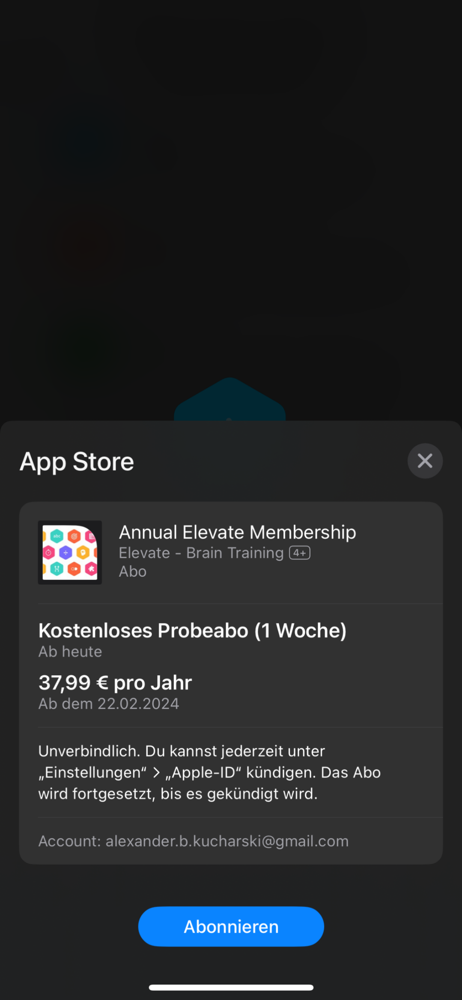 App Store
abc
Annual Elevate Membership
Elevate - Brain Training 4+
Abo
Kostenloses Probeabo (1 Woche)
Ab heute
37,99 € pro Jahr
Ab dem 22.02.2024
Unverbindlich. Du kannst jederzeit unter
„Einstellungen“ > „Apple-ID“ kündigen. Das Abo
wird fortgesetzt, bis es gekündigt wird.
Account: alexander.b.kucharski@gmail.com
Abonnieren